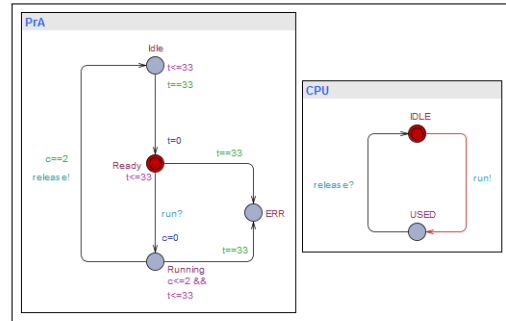 PrA
Idle
t<=33
t==33
t=0
Ready
t<=33
t==33
c==2
release!
run?
c=0
ERR
t==33
Running
c<=2 &&
t<=33
CPU
IDLE
release?
run!
USED